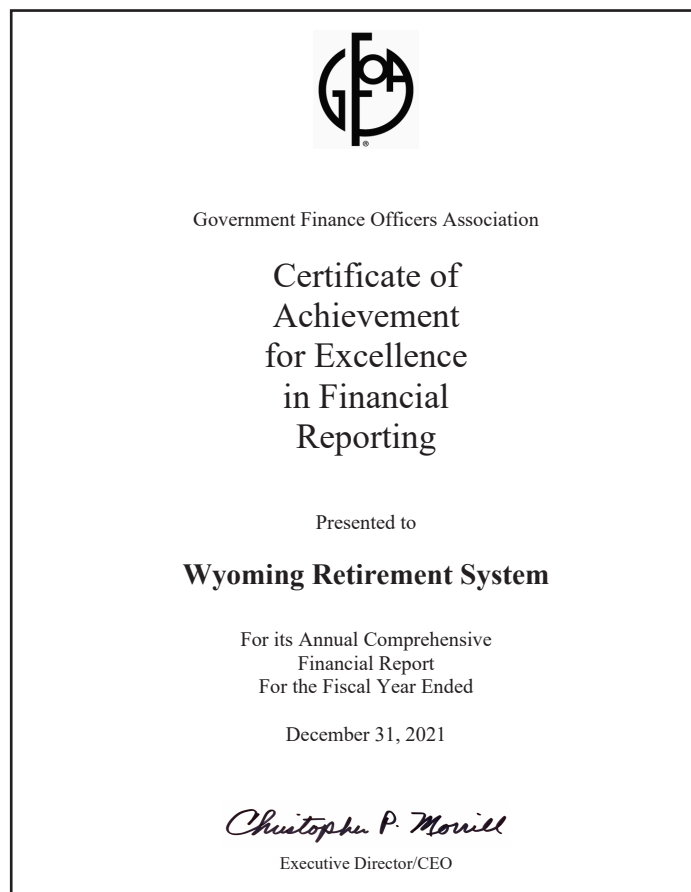 GFOA
®
Government Finance Officers Association
Certificate of
Achievement
for Excellence
in Financial
Reporting
Presented to
Wyoming Retirement System
For its Annual Comprehensive
Financial Report
For the Fiscal Year Ended
December 31, 2021
Christopher P. Morrill
Executive Director/CEO